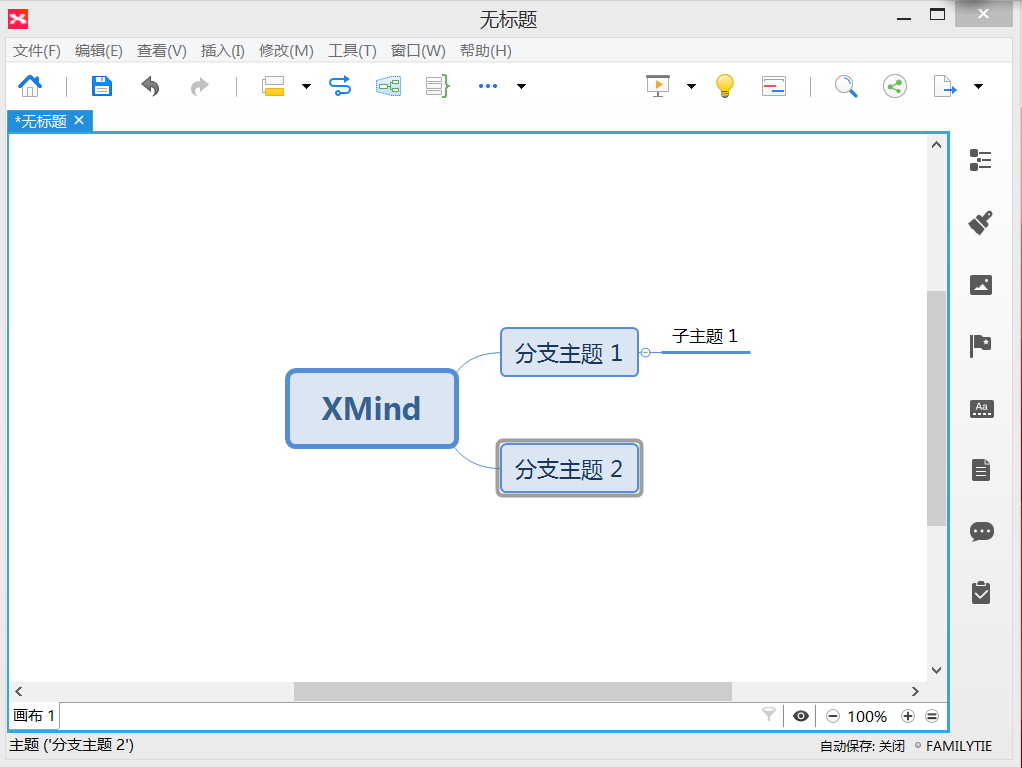 无标题
文件(F) 编辑(E) 查看(V) 插入(I) 修改(M) 工具(T) 窗口(W) 帮助(H)
*无标题
子主题 1
分支主题 1
XMind
分支主题 2
Aa
画布 1
100%
主题 ('分支主题 2')
自动保存: 关闭
FAMILYTIE